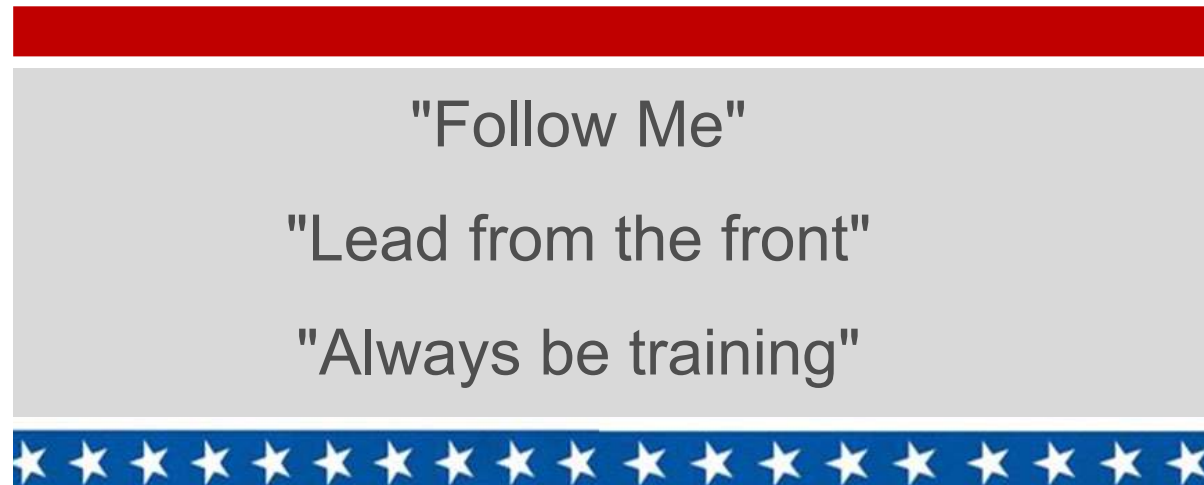 "Follow Me"
"Lead from the front"
"Always be training"